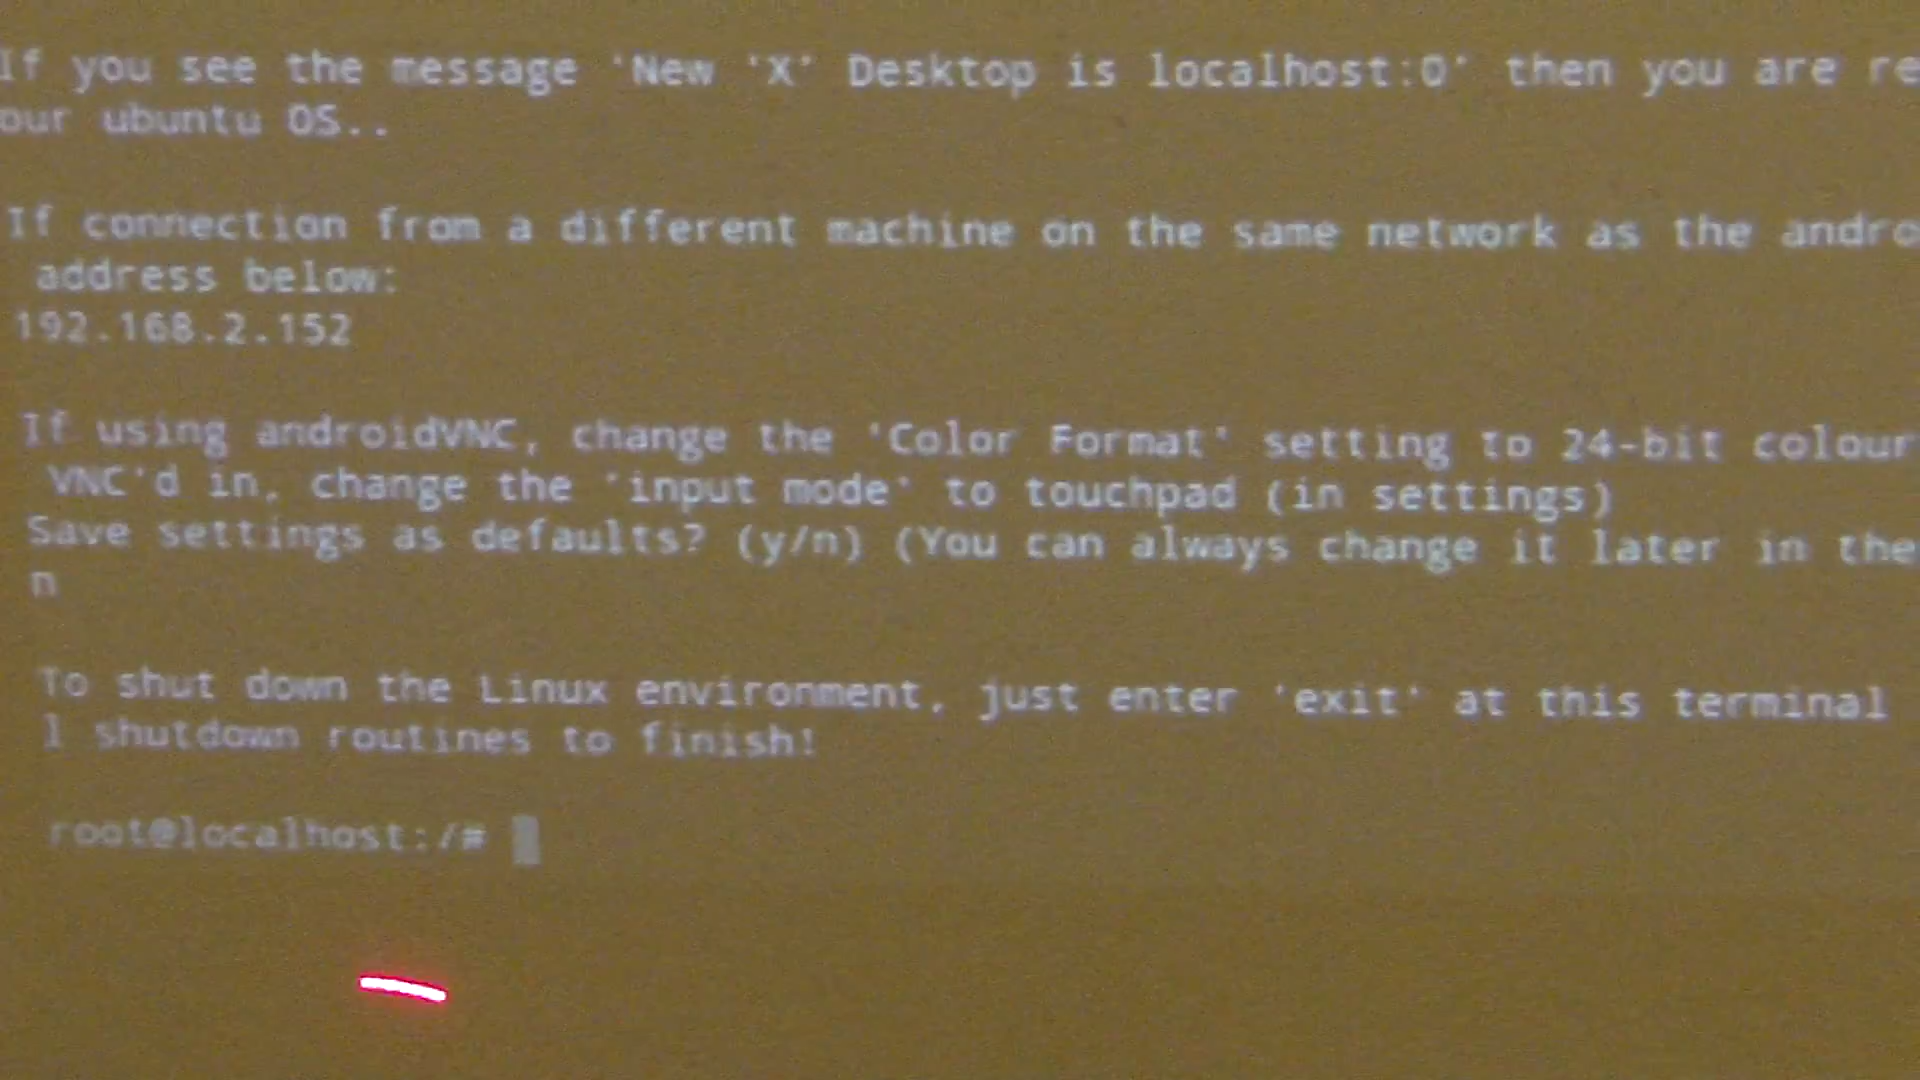 If you see the message 'New 'X' Desktop is localhost:0' then you are re
our ubuntu OS..
If connection from a different machine on the same network as the andro
address below:
192.168.2.152
If using androidVNC, change the 'Color Format' setting to 24-bit colour
VNC'd in, change the 'input mode' to touchpad (in settings)
Save settings as defaults? (y/n) (You can always change it later in the
n
To shut down the Linux environment, just enter 'exit' at this terminal
l shutdown routines to finish!
root@localhost:/#